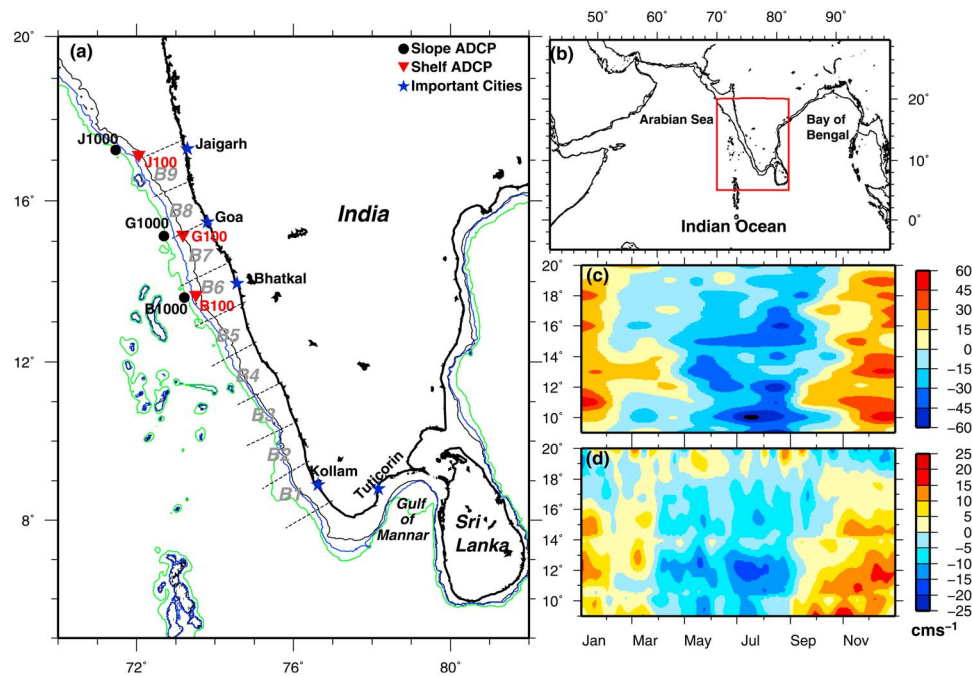 (a)
Slope ADCP
Shelf ADCP
Important Cities
20°
16°
12°
8°
72°
76°
80°
J1000
J100
Jaigarh
B9
B8
G1000
G100
Goa
India
B7
Bhatkal
B6
B1000
B100
B5
B4
B3
B2
Kollam
Tuticorin
B1
Gulf
of
Mannar
Sri
Lanka
50° 60° 70° 80° 90°
(b)
20°
10°
0°
Arabian Sea
Bay of
Bengal
Indian Ocean
(c)
20°
18°
16°
14°
12°
10°
60
45
30
15
0
−15
−30
−45
−60
(d)
20°
18°
16°
14°
12°
10°
25
20
15
10
5
0
−5
−10
−15
−20
−25
Jan Mar May Jul Sep Nov
cms⁻¹